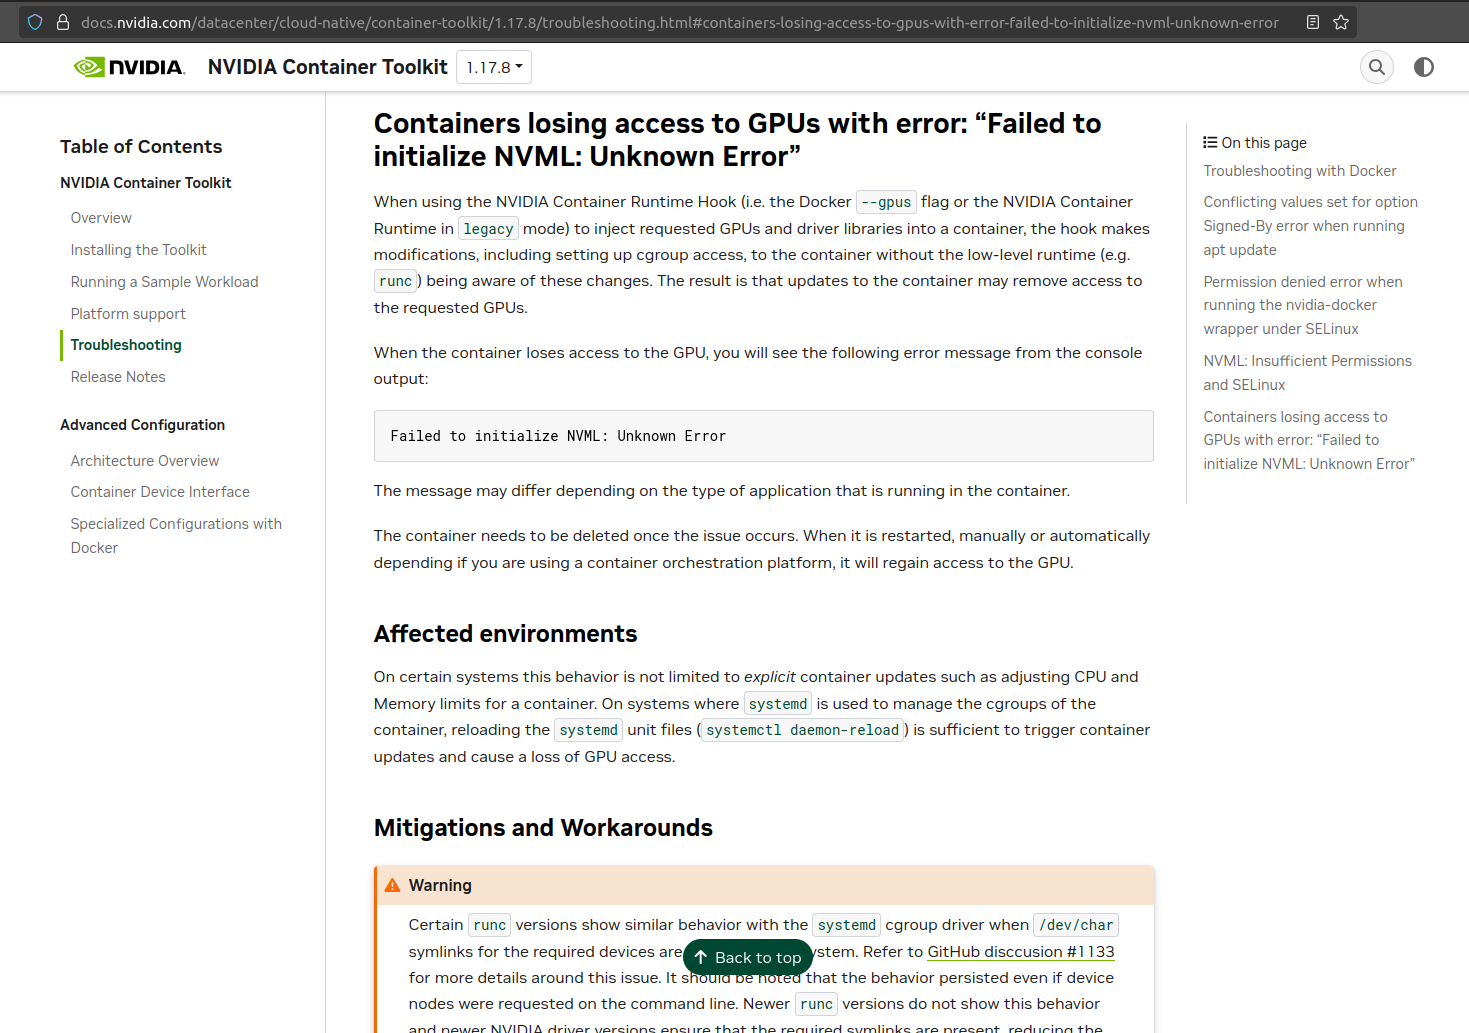 docs.nvidia.com/datacenter/cloud-native/container-toolkit/1.17.8/troubleshooting.html#containers-losing-access-to-gpus-with-error-failed-to-initialize-nvml-unknown-error
NVIDIA. NVIDIA Container Toolkit 1.17.8
Table of Contents
NVIDIA Container Toolkit
Overview
Installing the Toolkit
Running a Sample Workload
Platform support
Troubleshooting
Release Notes
Advanced Configuration
Architecture Overview
Container Device Interface
Specialized Configurations with
Docker
Containers losing access to GPUs with error: “Failed to
initialize NVML: Unknown Error”
When using the NVIDIA Container Runtime Hook (i.e. the Docker --gpus flag or the NVIDIA Container
Runtime in legacy mode) to inject requested GPUs and driver libraries into a container, the hook makes
modifications, including setting up cgroup access, to the container without the low-level runtime (e.g.
runc) being aware of these changes. The result is that updates to the container may remove access to
the requested GPUs.
When the container loses access to the GPU, you will see the following error message from the console
output:
Failed to initialize NVML: Unknown Error
The message may differ depending on the type of application that is running in the container.
The container needs to be deleted once the issue occurs. When it is restarted, manually or automatically
depending if you are using a container orchestration platform, it will regain access to the GPU.
Affected environments
On certain systems this behavior is not limited to explicit container updates such as adjusting CPU and
Memory limits for a container. On systems where systemd is used to manage the cgroups of the
container, reloading the systemd unit files (systemctl daemon-reload) is sufficient to trigger container
updates and cause a loss of GPU access.
Mitigations and Workarounds
Warning
Certain runc versions show similar behavior with the systemd cgroup driver when /dev/char
symlinks for the required devices are ystem. Refer to GitHub disccusion #1133
for more details around this issue. It should be noted that the behavior persisted even if device
nodes were requested on the command line. Newer runc versions do not show this behavior
and newer NVIDIA driver versions ensure that the required symlinks are present, reducing the
Back to top
On this page
Troubleshooting with Docker
Conflicting values set for option
Signed-By error when running
apt update
Permission denied error when
running the nvidia-docker
wrapper under SELinux
NVML: Insufficient Permissions
and SELinux
Containers losing access to
GPUs with error: “Failed to
initialize NVML: Unknown Error”